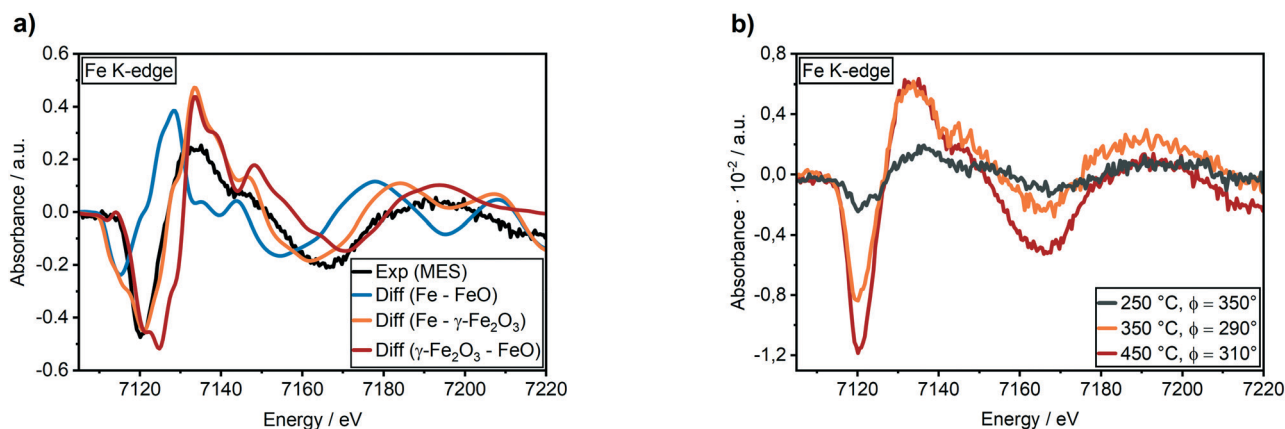 a)
Fe K-edge
0.6
0.4
0.2
0.0
-0.2
-0.4
-0.6
Absorbance / a.u.
Exp (MES)
Diff (Fe - FeO)
Diff (Fe - γ-Fe₂O₃)
Diff (γ-Fe₂O₃ - FeO)
7120 7140 7160 7180 7200 7220
Energy / eV
b)
Fe K-edge
0,8
0,4
0,0
-0,4
-0,8
-1,2
Absorbance · 10⁻² / a.u.
250 °C, ϕ = 350°
350 °C, ϕ = 290°
450 °C, ϕ = 310°
7120 7140 7160 7180 7200 7220
Energy / eV